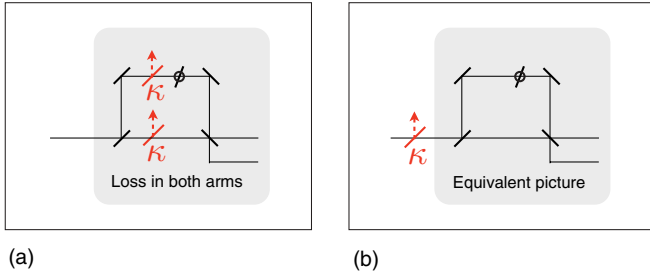 κ
κ
Loss in both arms
(a)
κ
Equivalent picture
(b)